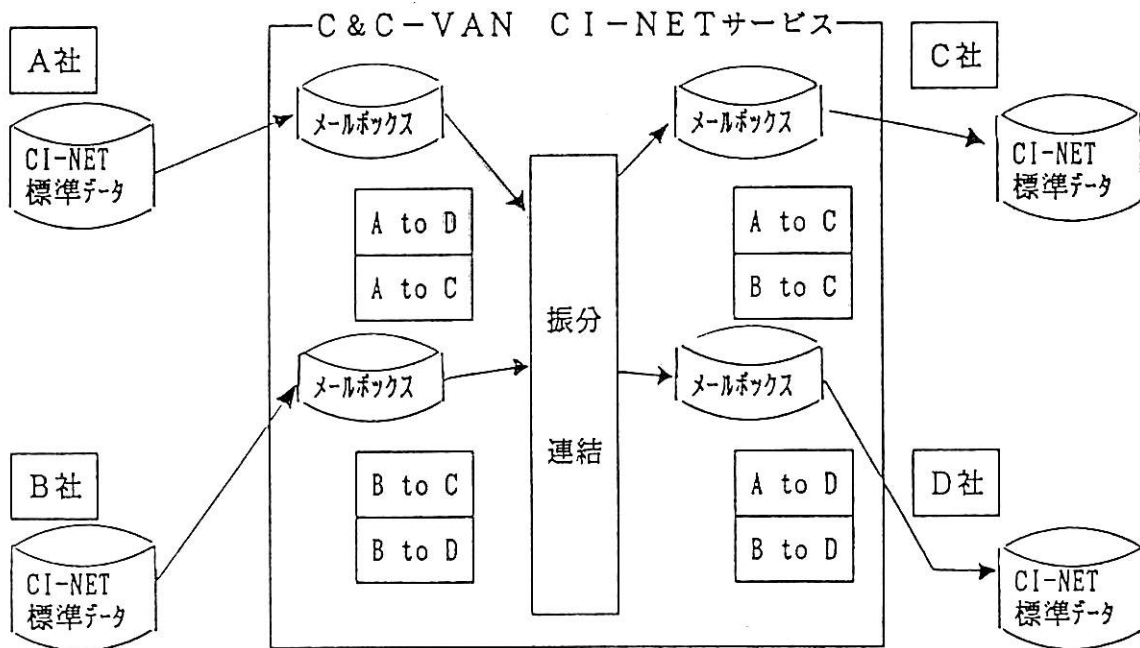 C&C-VAN CI-NETサービス
A社
CI-NET
標準データ
メールボックス
A to D
A to C
メールボックス
B社
CI-NET
標準データ
B to C
B to D
振分
連結
メールボックス
A to C
B to C
メールボックス
A to D
B to D
C社
CI-NET
標準データ
D社
CI-NET
標準データ